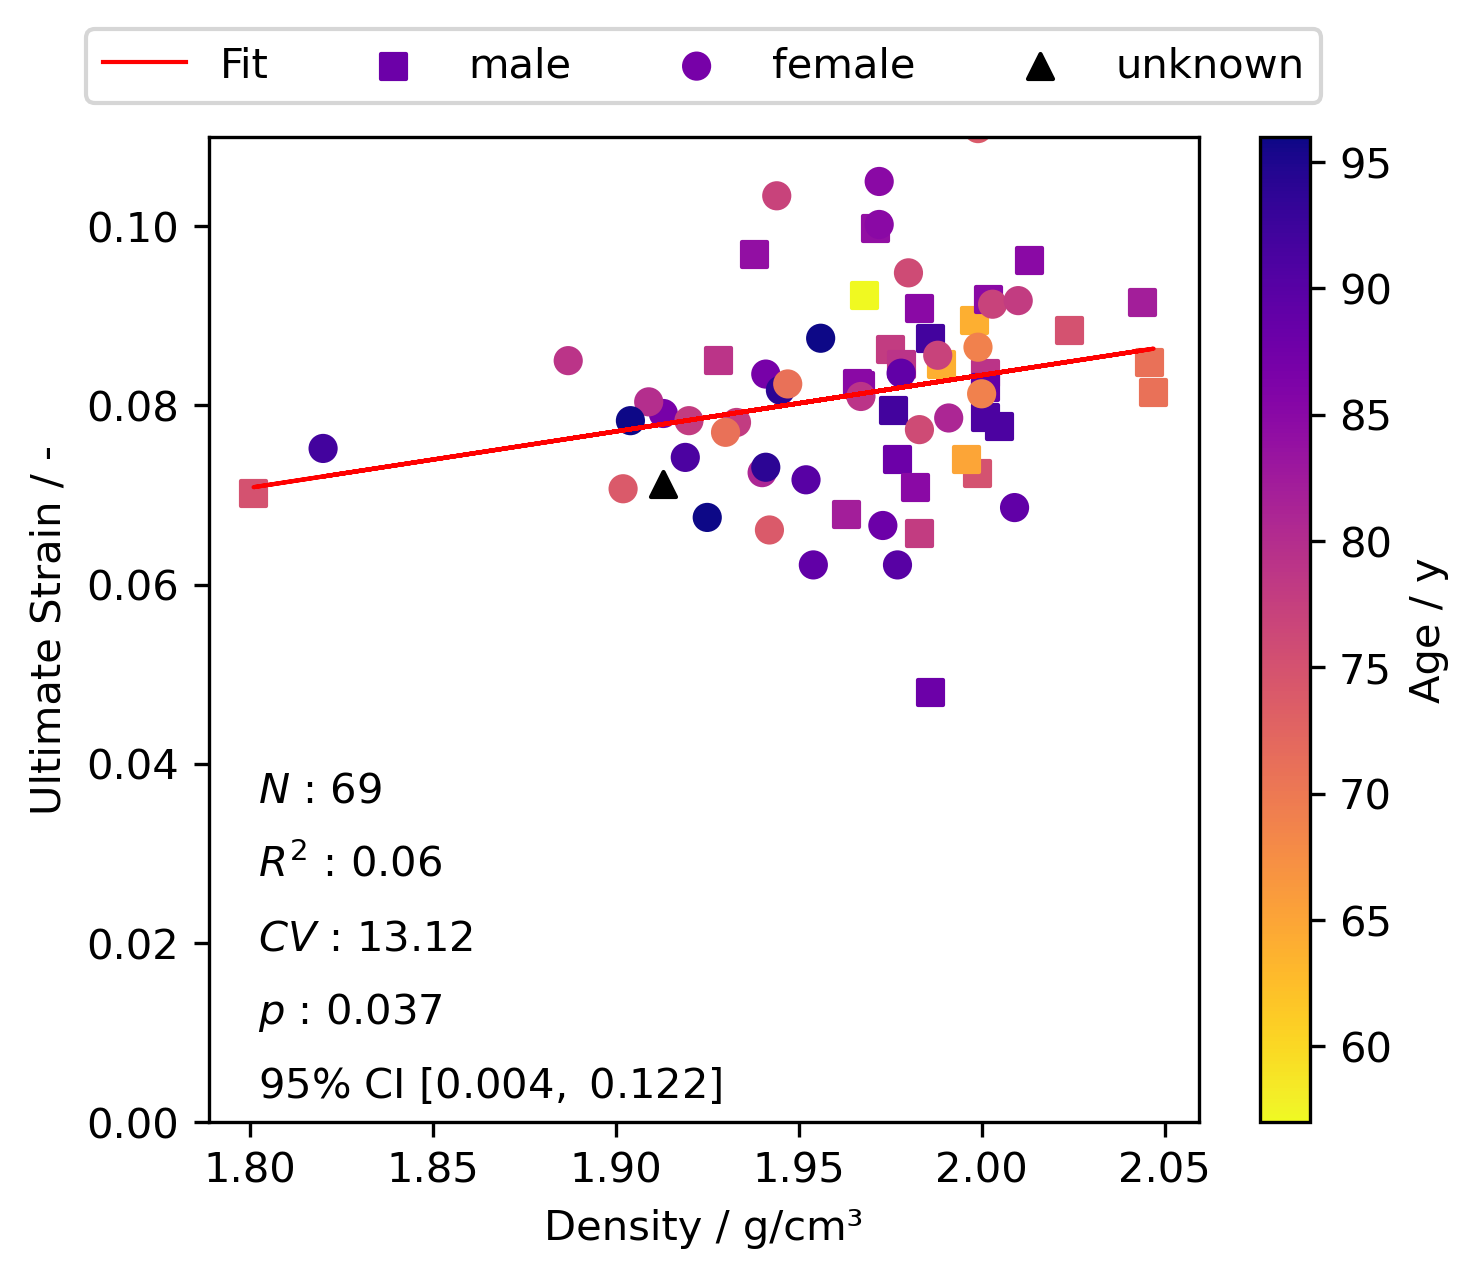 Fit male female unknown
0.10
0.08
0.06
0.04
0.02
0.00
Ultimate Strain / -
N : 69
R² : 0.06
CV : 13.12
p : 0.037
95% CI [0.004, 0.122]
1.80 1.85 1.90 1.95 2.00 2.05
Density / g/cm³
95
90
85
80
75
70
65
60
Age / y